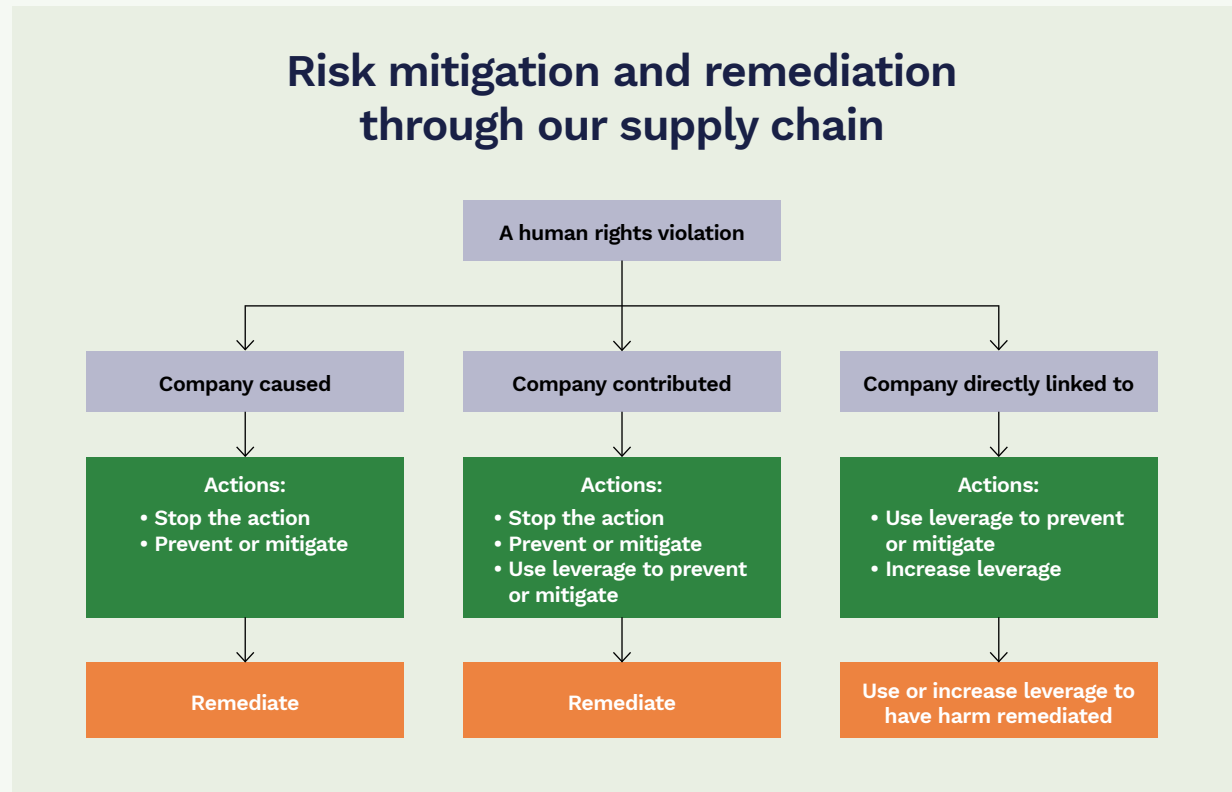 Risk mitigation and remediation
through our supply chain
A human rights violation
Company caused
Company contributed
Company directly linked to
Actions:
• Stop the action
• Prevent or mitigate
Actions:
• Stop the action
• Prevent or mitigate
• Use leverage to prevent
or mitigate
Actions:
• Use leverage to prevent
or mitigate
• Increase leverage
Remediate
Remediate
Use or increase leverage to
have harm remediated